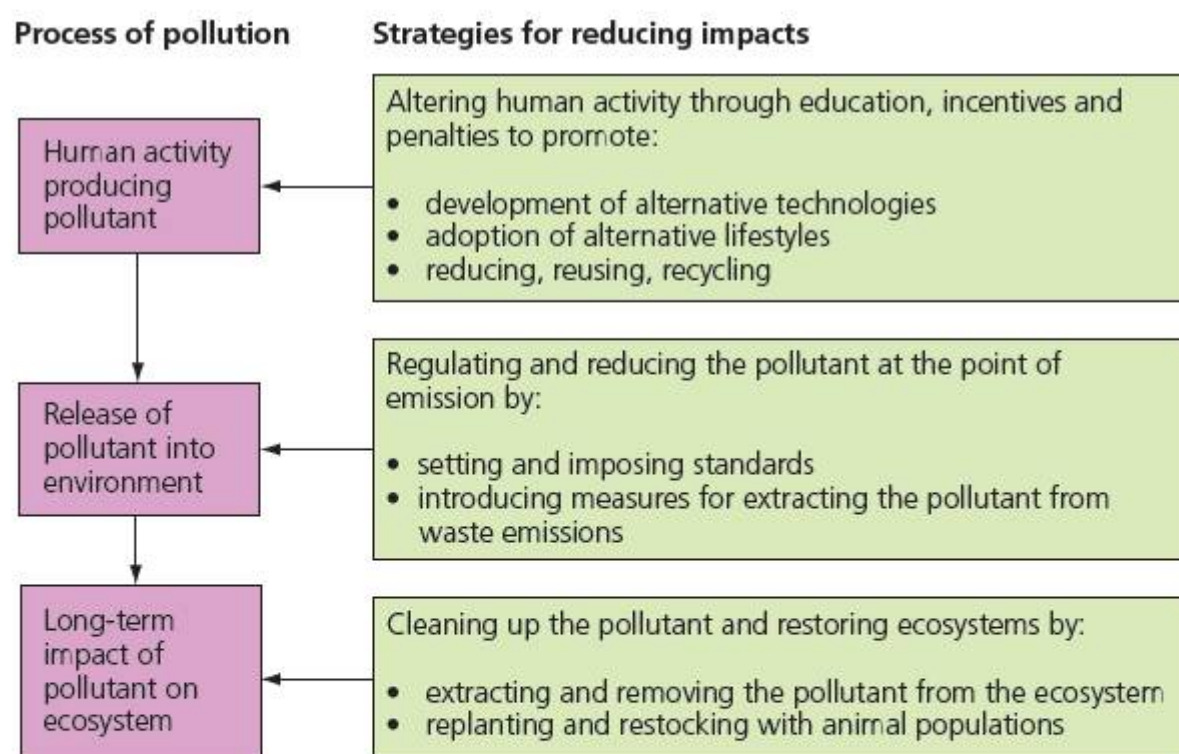 Process of pollution
Strategies for reducing impacts
Human activity
producing
pollutant
Altering human activity through education, incentives and
penalties to promote:
• development of alternative technologies
• adoption of alternative lifestyles
• reducing, reusing, recycling
Release of
pollutant into
environment
Regulating and reducing the pollutant at the point of
emission by:
• setting and imposing standards
• introducing measures for extracting the pollutant from
waste emissions
Long-term
impact of
pollutant on
ecosystem
Cleaning up the pollutant and restoring ecosystems by:
• extracting and removing the pollutant from the ecosystem
• replanting and restocking with animal populations